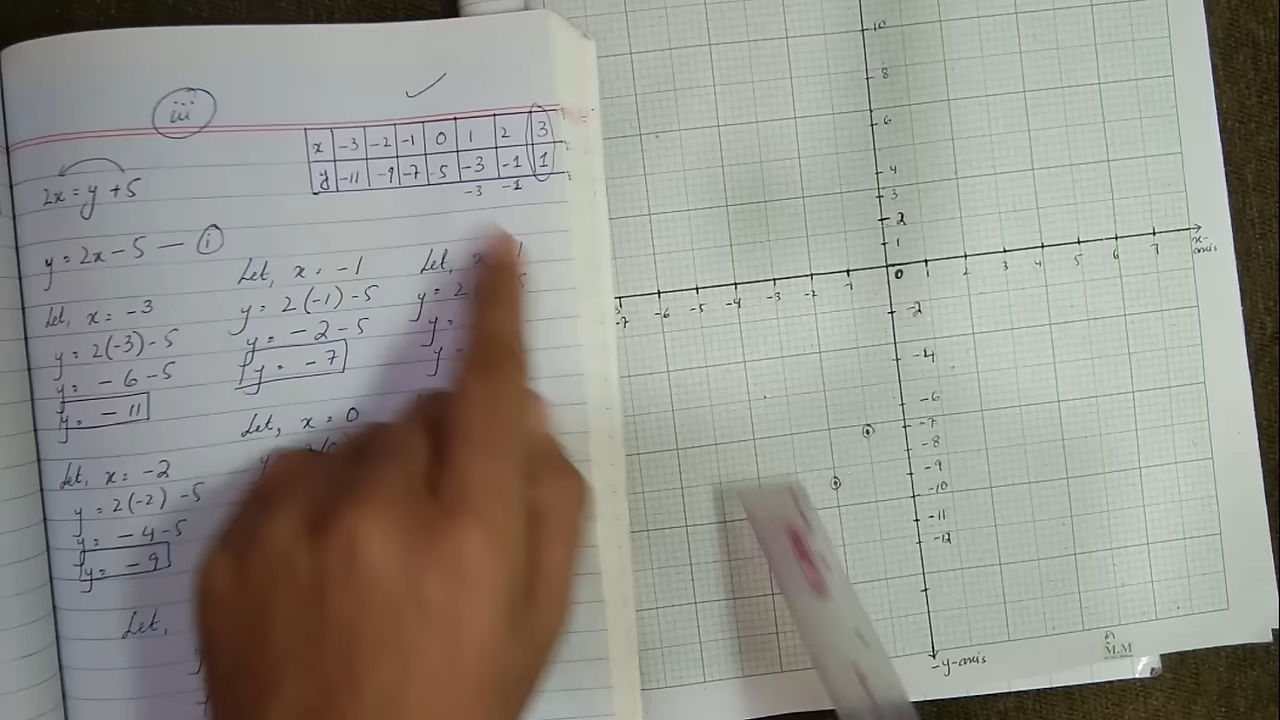 iii
2x = y + 5
x -3 -2 -1 0 1 2 3
y -11 -9 -7 -5 -3 -1 1
-3 -1
y = 2x - 5 — i
Let, x = -3
y = 2(-3) - 5
y = - 6 - 5
y = - 11
Let, x = -2
y = 2(-2) - 5
y = - 4 - 5
y = - 9
Let,
Let, x = -1
y = 2(-1) - 5
y = - 2 - 5
y = - 7
Let, x = 0
Let, x 1
y = 2 5
y =
y
10
8
6
4
3
2
1
-7 -6 -5 -4 -3 -2 -1 0 1 2 3 4 5 6 7
x-axis
-2
-4
-6
-7
-8
-9
-10
-11
-12
-y-axis
M.M